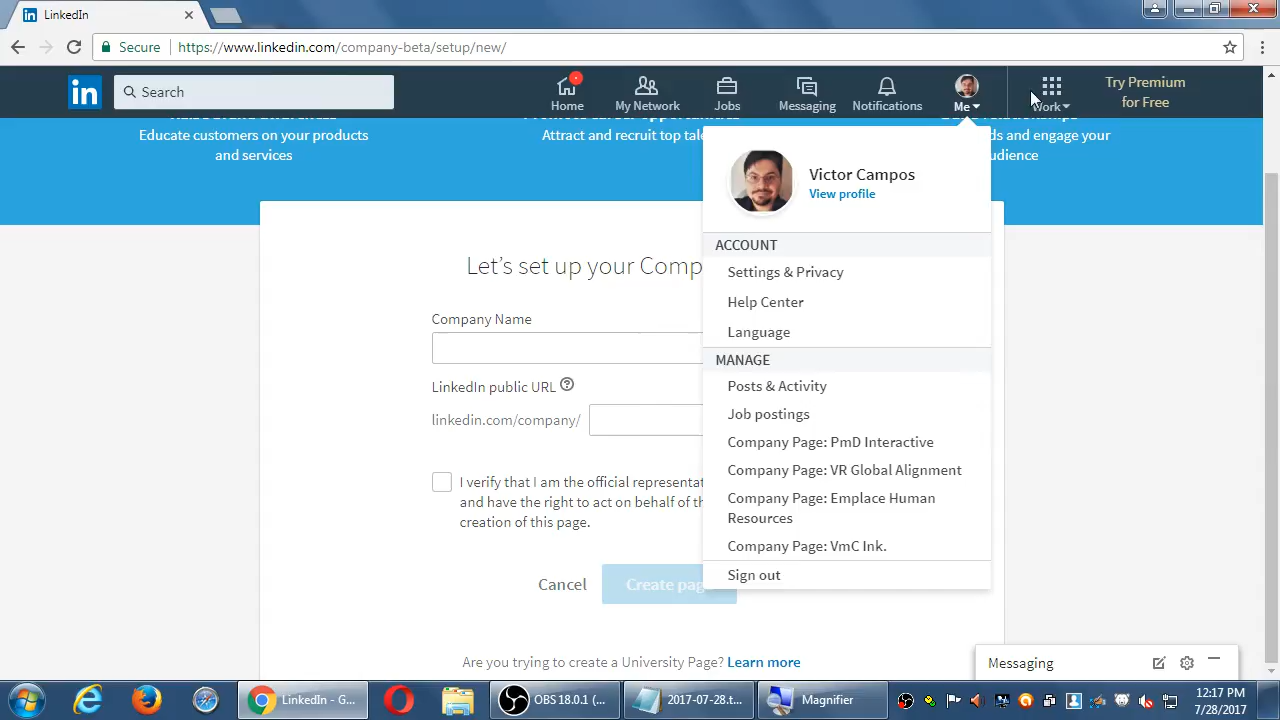 LinkedIn
Secure
https://www.linkedin.com/company-beta/setup/new/
in
Search
Home
My Network
Jobs
Messaging
Notifications
Me
Work
Try Premium
for Free
Educate customers on your products
and services
Attract and recruit top tale
ds and engage your
udience
Victor Campos
View profile
ACCOUNT
Settings & Privacy
Help Center
Language
MANAGE
Posts & Activity
Job postings
Company Page: PmD Interactive
Company Page: VR Global Alignment
Company Page: Emplace Human
Resources
Company Page: VmC Ink.
Sign out
Let's set up your Comp
Company Name
LinkedIn public URL
linkedin.com/company/
I verify that I am the official representat
and have the right to act on behalf of th
creation of this page.
Cancel
Create pag
Are you trying to create a University Page? Learn more
Messaging
LinkedIn - G...
OBS 18.0.1 (...
2017-07-28.t...
Magnifier
12:17 PM
7/28/2017